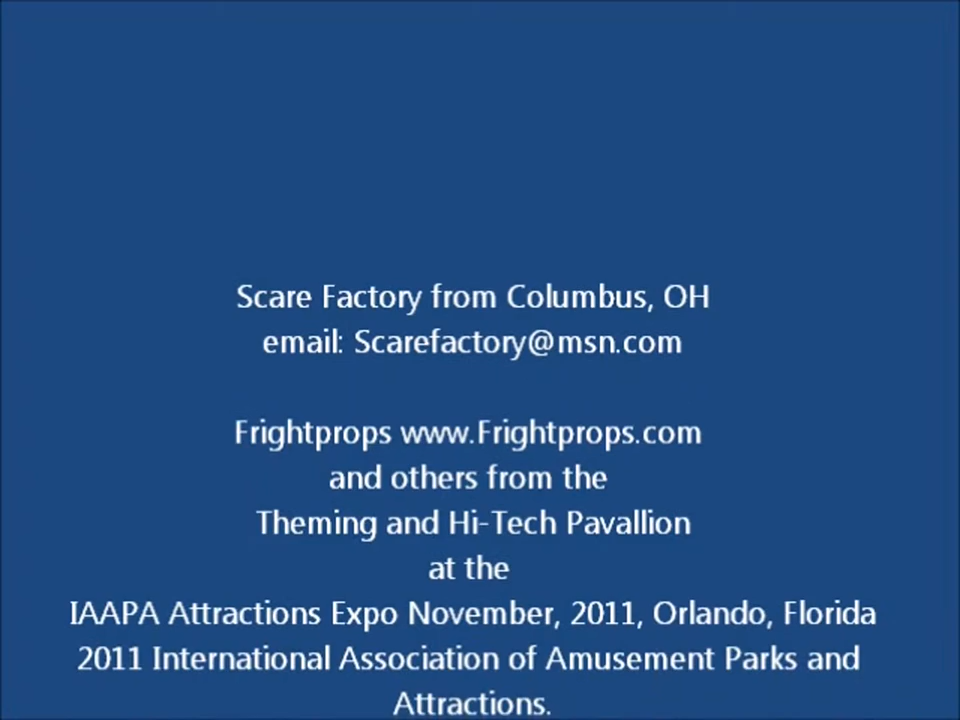 Scare Factory from Columbus, OH
email: Scarefactory@msn.com
Frightprops www.Frightprops.com
and others from the
Theming and Hi-Tech Pavallion
at the
IAAPA Attractions Expo November, 2011, Orlando, Florida
2011 International Association of Amusement Parks and
Attractions.